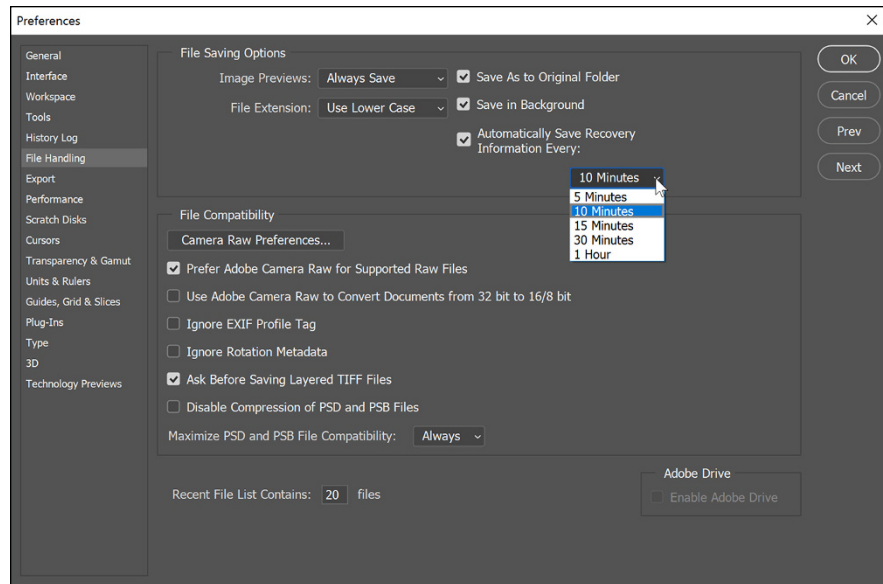 Preferences
General
Interface
Workspace
Tools
History Log
File Handling
Export
Performance
Scratch Disks
Cursors
Transparency & Gamut
Units & Rulers
Guides, Grid & Slices
Plug-Ins
Type
3D
Technology Previews
File Saving Options
Image Previews: Always Save
Save As to Original Folder
File Extension: Use Lower Case
Save in Background
Automatically Save Recovery
Information Every:
10 Minutes
5 Minutes
10 Minutes
15 Minutes
30 Minutes
1 Hour
File Compatibility
Camera Raw Preferences...
Prefer Adobe Camera Raw for Supported Raw Files
Use Adobe Camera Raw to Convert Documents from 32 bit to 16/8 bit
Ignore EXIF Profile Tag
Ignore Rotation Metadata
Ask Before Saving Layered TIFF Files
Disable Compression of PSD and PSB Files
Maximize PSD and PSB File Compatibility: Always
Recent File List Contains: 20 files
Adobe Drive
Enable Adobe Drive
OK
Cancel
Prev
Next